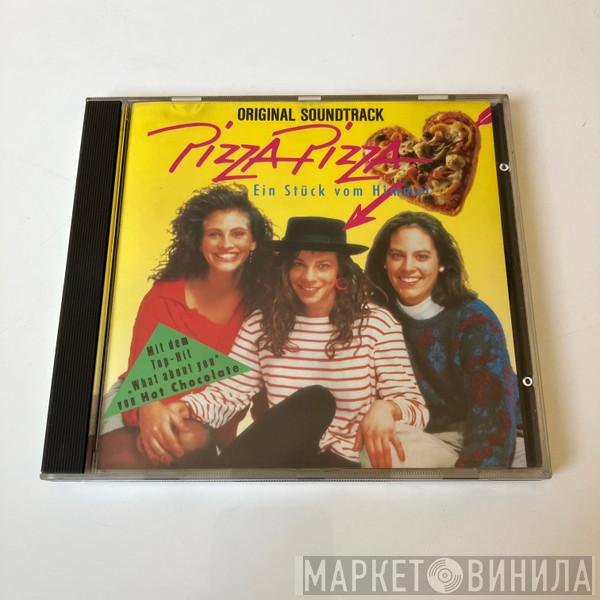 ORIGINAL SOUNDTRACK
PIZZA PIZZA
Ein Stück vom Himmel
Mit dem
Top-Hit
„What about you"
von Hot Chocolate
МАРКЕТ ВИНИЛА